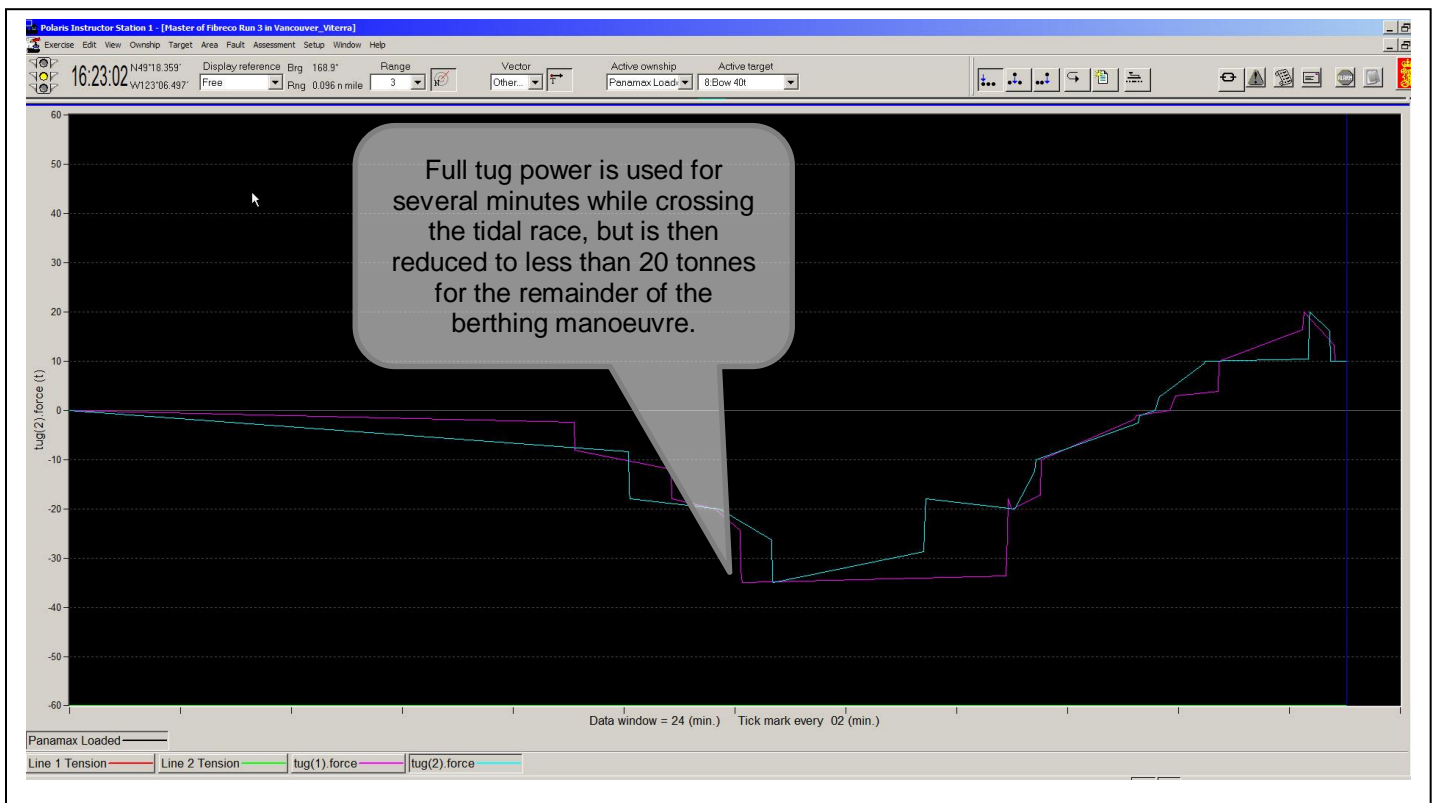 Polaris Instructor Station 1 - [Master of Fibreco Run 3 in Vancouver_Viterra]
Exercise Edit View Ownship Target Area Fault Assessment Setup Window Help
16:23:02
N49°18.359'
W123°06.497'
Display reference
Free
Brg 168.9°
Rng 0.096 n mile
Range
3
Vector
Other...
Active ownship
Panamax Load
Active target
8:Bow 40t
60
50
40
30
20
10
0
-10
-20
-30
-40
-50
-60
tug(2).force (t)
Full tug power is used for
several minutes while crossing
the tidal race, but is then
reduced to less than 20 tonnes
for the remainder of the
berthing manoeuvre.
Data window = 24 (min.) Tick mark every 02 (min.)
Panamax Loaded
Line 1 Tension Line 2 Tension tug(1).force tug(2).force